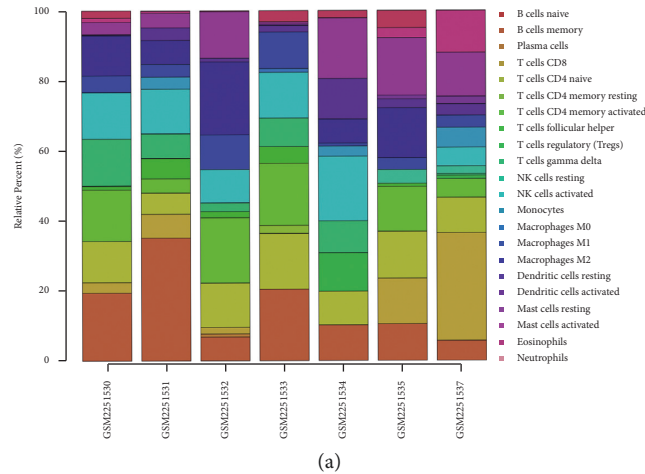 Relative Percent (%)
100
80
60
40
20
0
GSM2251530
GSM2251531
GSM2251532
GSM2251533
GSM2251534
GSM2251535
GSM2251537
B cells naive
B cells memory
Plasma cells
T cells CD8
T cells CD4 naive
T cells CD4 memory resting
T cells CD4 memory activated
T cells follicular helper
T cells regulatory (Tregs)
T cells gamma delta
NK cells resting
NK cells activated
Monocytes
Macrophages M0
Macrophages M1
Macrophages M2
Dendritic cells resting
Dendritic cells activated
Mast cells resting
Mast cells activated
Eosinophils
Neutrophils
(a)